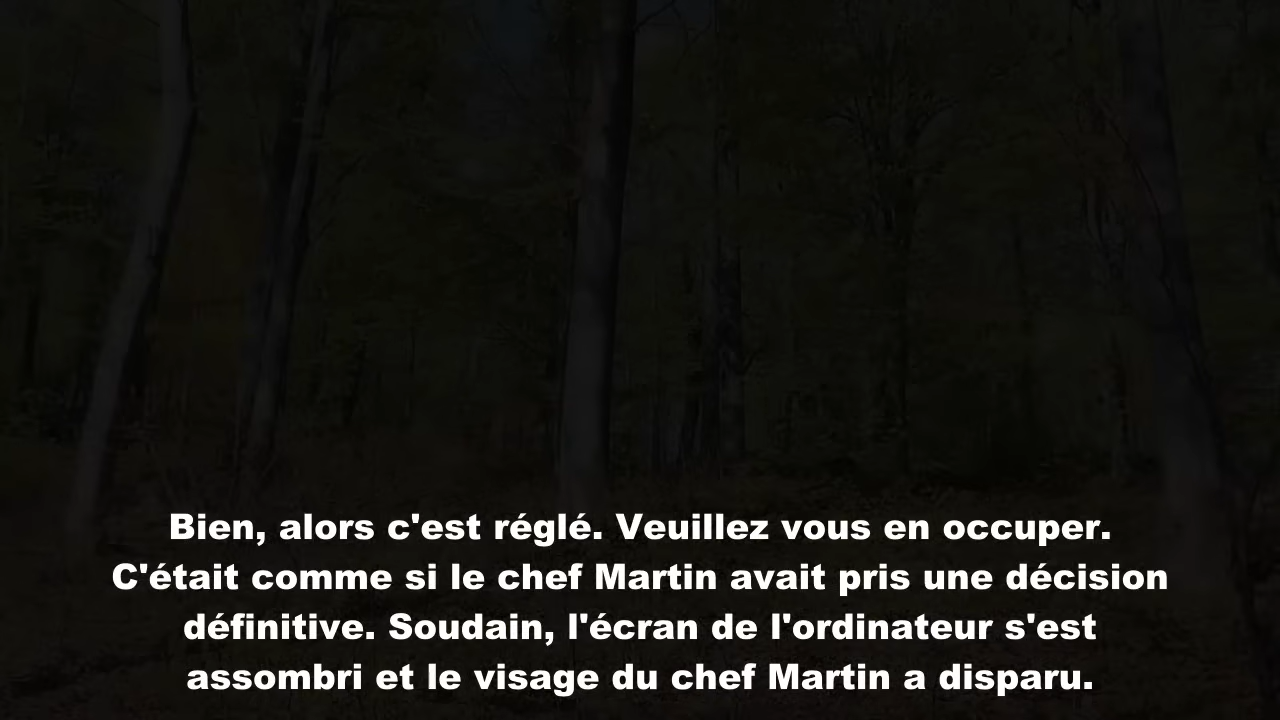 Bien, alors c'est réglé. Veuillez vous en occuper.
C'était comme si le chef Martin avait pris une décision
définitive. Soudain, l'écran de l'ordinateur s'est
assombri et le visage du chef Martin a disparu.